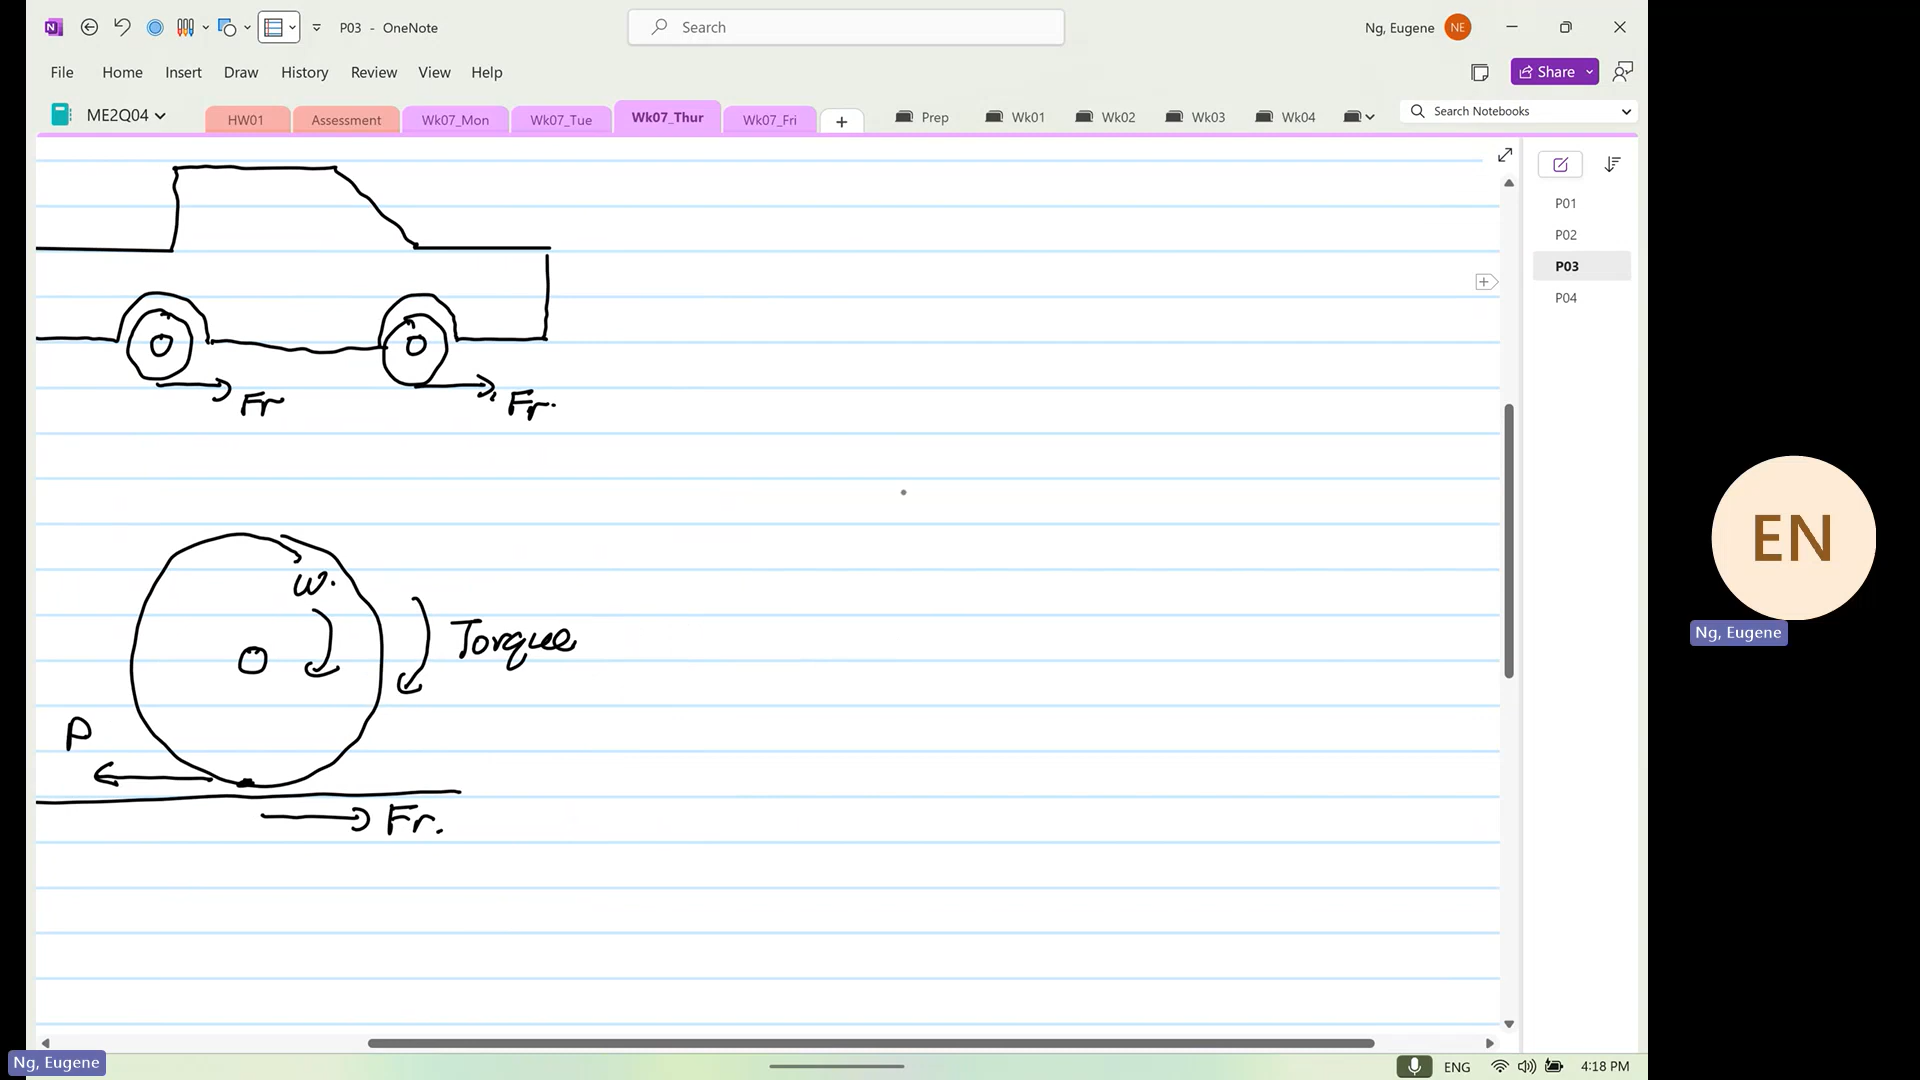 P03 - OneNote
Search
Ng, Eugene
NE
File
Home
Insert
Draw
History
Review
View
Help
Share
ME2Q04
HW01
Assessment
Wk07_Mon
Wk07_Tue
Wk07_Thur
Wk07_Fri
Prep
Wk01
Wk02
Wk03
Wk04
Search Notebooks
P01
P02
P03
P04
Fr
Fr.
ω.
Torque
P
Fr.
EN
Ng, Eugene
Ng, Eugene
ENG
4:18 PM